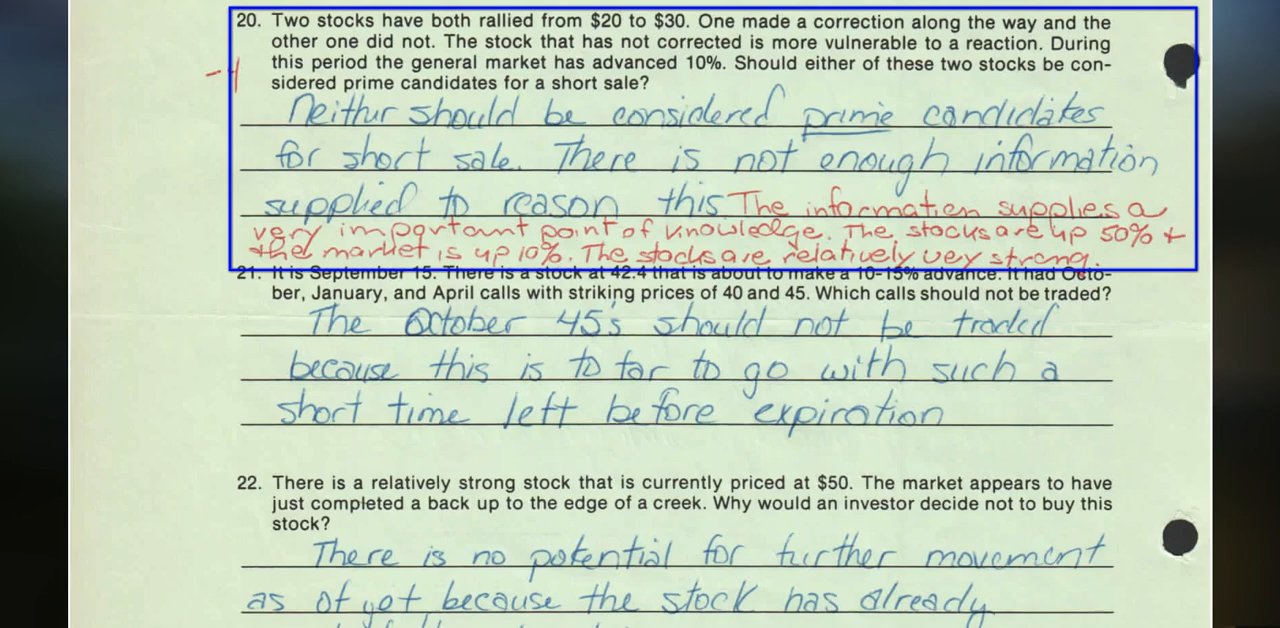 20. Two stocks have both rallied from $20 to $30. One made a correction along the way and the
other one did not. The stock that has not corrected is more vulnerable to a reaction. During
this period the general market has advanced 10%. Should either of these two stocks be con-
sidered prime candidates for a short sale?
-1
Neither should be considered prime candidates
for short sale. There is not enough information
supplied to reason this The information supplies a
very important point of knowledge. The stocks are up 50% +
the market is up 10%. The stocks are relatively very strong.
21. It is September 15. There is a stock at 42.4 that is about to make a 10-15% advance. It had Octo-
ber, January, and April calls with striking prices of 40 and 45. Which calls should not be traded?
The October 45's should not be traded
because this is to far to go with such a
short time left before expiration
22. There is a relatively strong stock that is currently priced at $50. The market appears to have
just completed a back up to the edge of a creek. Why would an investor decide not to buy this
stock?
There is no potential for further movement
as of yet because the stock has already